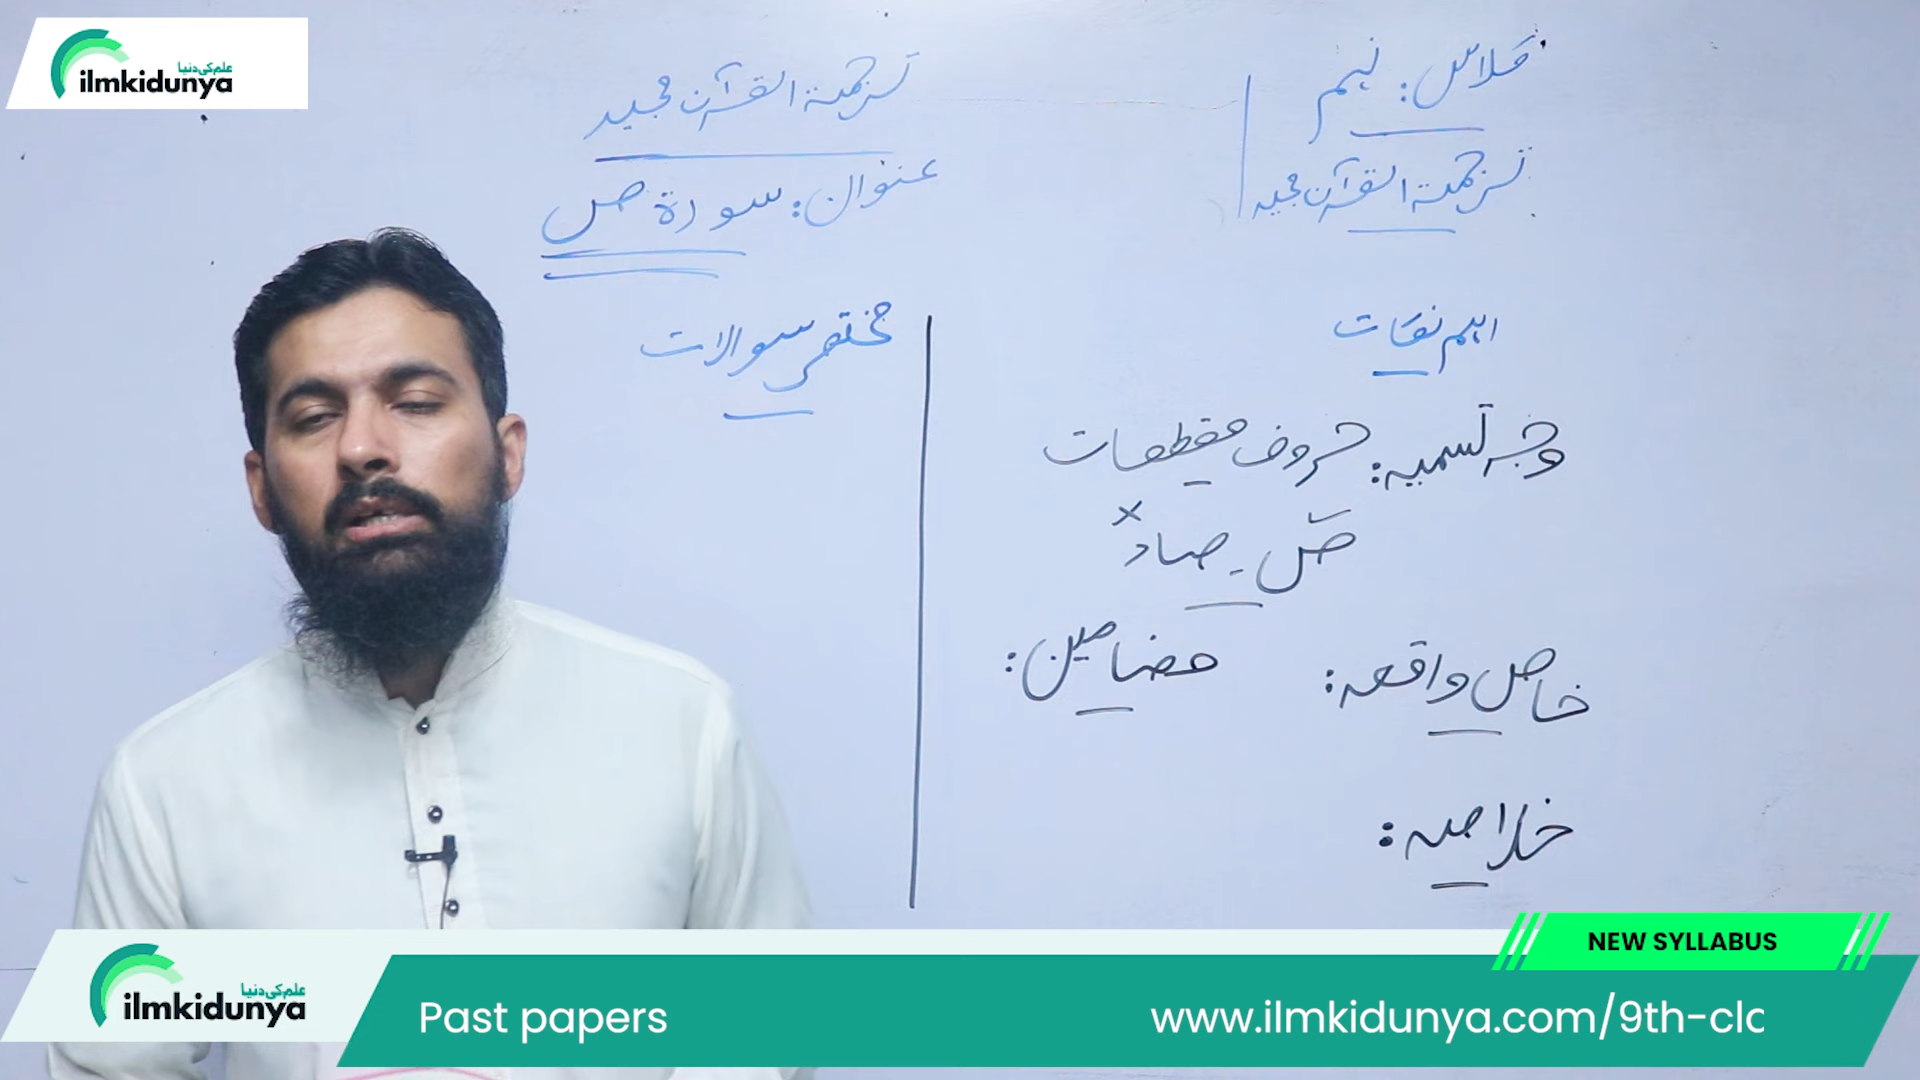 علم کی دنیا
ilmkidunya
کلاس: نہم
ترجمۃ القرآن مجید
ترجمۃ القرآن مجید
عنوان: سورۃ ص
اہم نکات
مختصر سوالات
وجہ تسمیہ: حروف مقطعات
صٓ - صاد x
خاص واقعہ:
مضامین:
خلاصہ:
NEW SYLLABUS
علم کی دنیا
ilmkidunya
Past papers
www.ilmkidunya.com/9th-cla